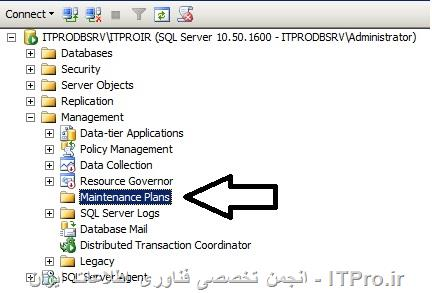 Connect
ITPRODBSRV\ITPROIR (SQL Server 10.50.1600 - ITPRODBSRV\Administrator)
Databases
Security
Server Objects
Replication
Management
Data-tier Applications
Policy Management
Data Collection
Resource Governor
Maintenance Plans
SQL Server Logs
Database Mail
Distributed Transaction Coordinator
Legacy
SQL Server Agent
ITPro.ir - انجمن تخصصی فناوری اطلاعات ایران